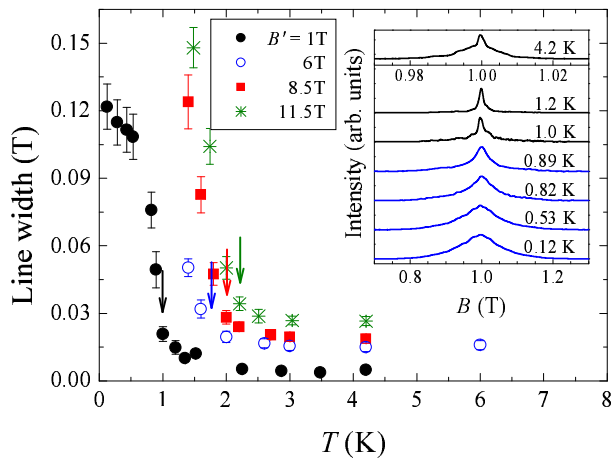 Line width (T)
0.15
0.12
0.09
0.06
0.03
0.00
0 1 2 3 4 5 6 7 8
T (K)
B′ = 1T
6T
8.5T
11.5T
Intensity (arb. units)
4.2 K
0.98 1.00 1.02
1.2 K
1.0 K
0.89 K
0.82 K
0.53 K
0.12 K
0.8 1.0 1.2
B (T)